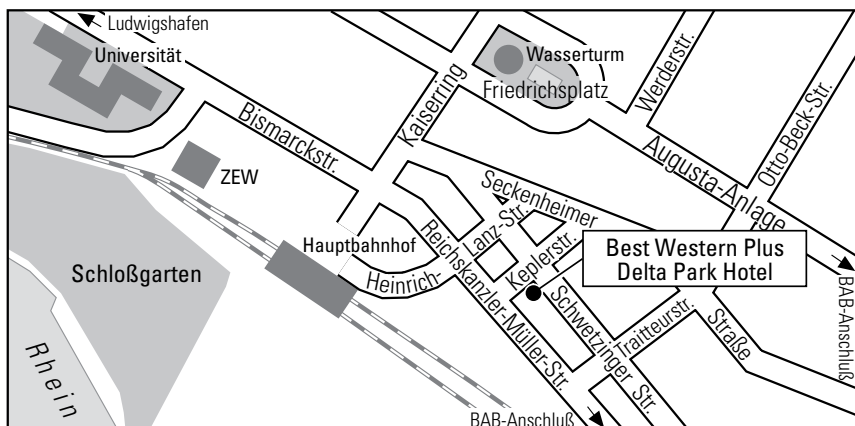 Ludwigshafen
Universität
Wasserturm
Friedrichsplatz
Werderstr.
Otto-Beck-Str.
Kaiserring
Bismarckstr.
Augusta-Anlage
ZEW
Seckenheimer
Hauptbahnhof
Lanz-Str.
Heinrich-
Reichskanzler-Müller-Str.
Keplerstr.
Best Western Plus
Delta Park Hotel
Schloßgarten
Schwetzinger Str.
Traitteurstr.
Straße
BAB-Anschluß
Rhein
BAB-Anschluß